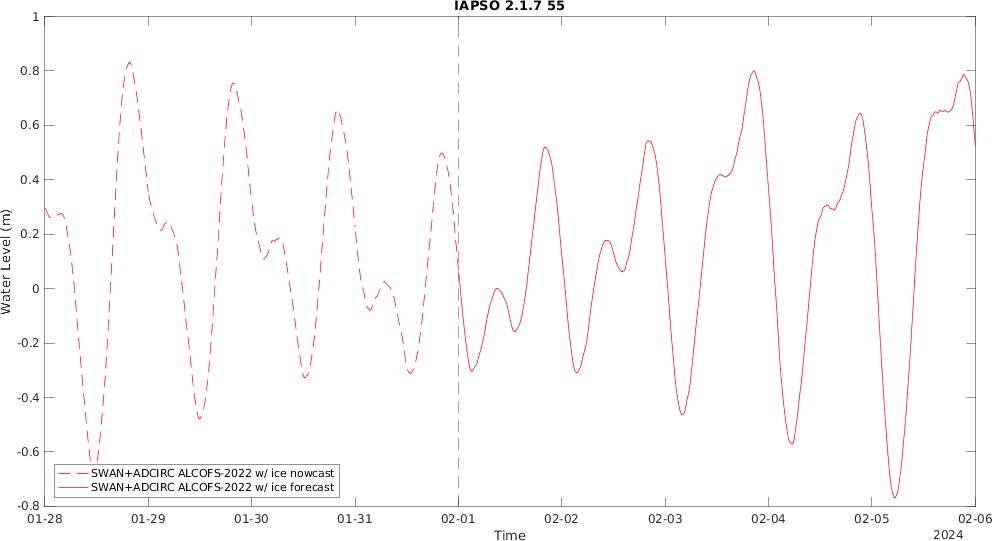 IAPSO 2.1.7 55
1
0.8
0.6
0.4
0.2
0
-0.2
-0.4
-0.6
-0.8
Water Level (m)
SWAN+ADCIRC ALCOFS-2022 w/ ice nowcast
SWAN+ADCIRC ALCOFS-2022 w/ ice forecast
01-28 01-29 01-30 01-31 02-01 02-02 02-03 02-04 02-05 02-06
Time
2024